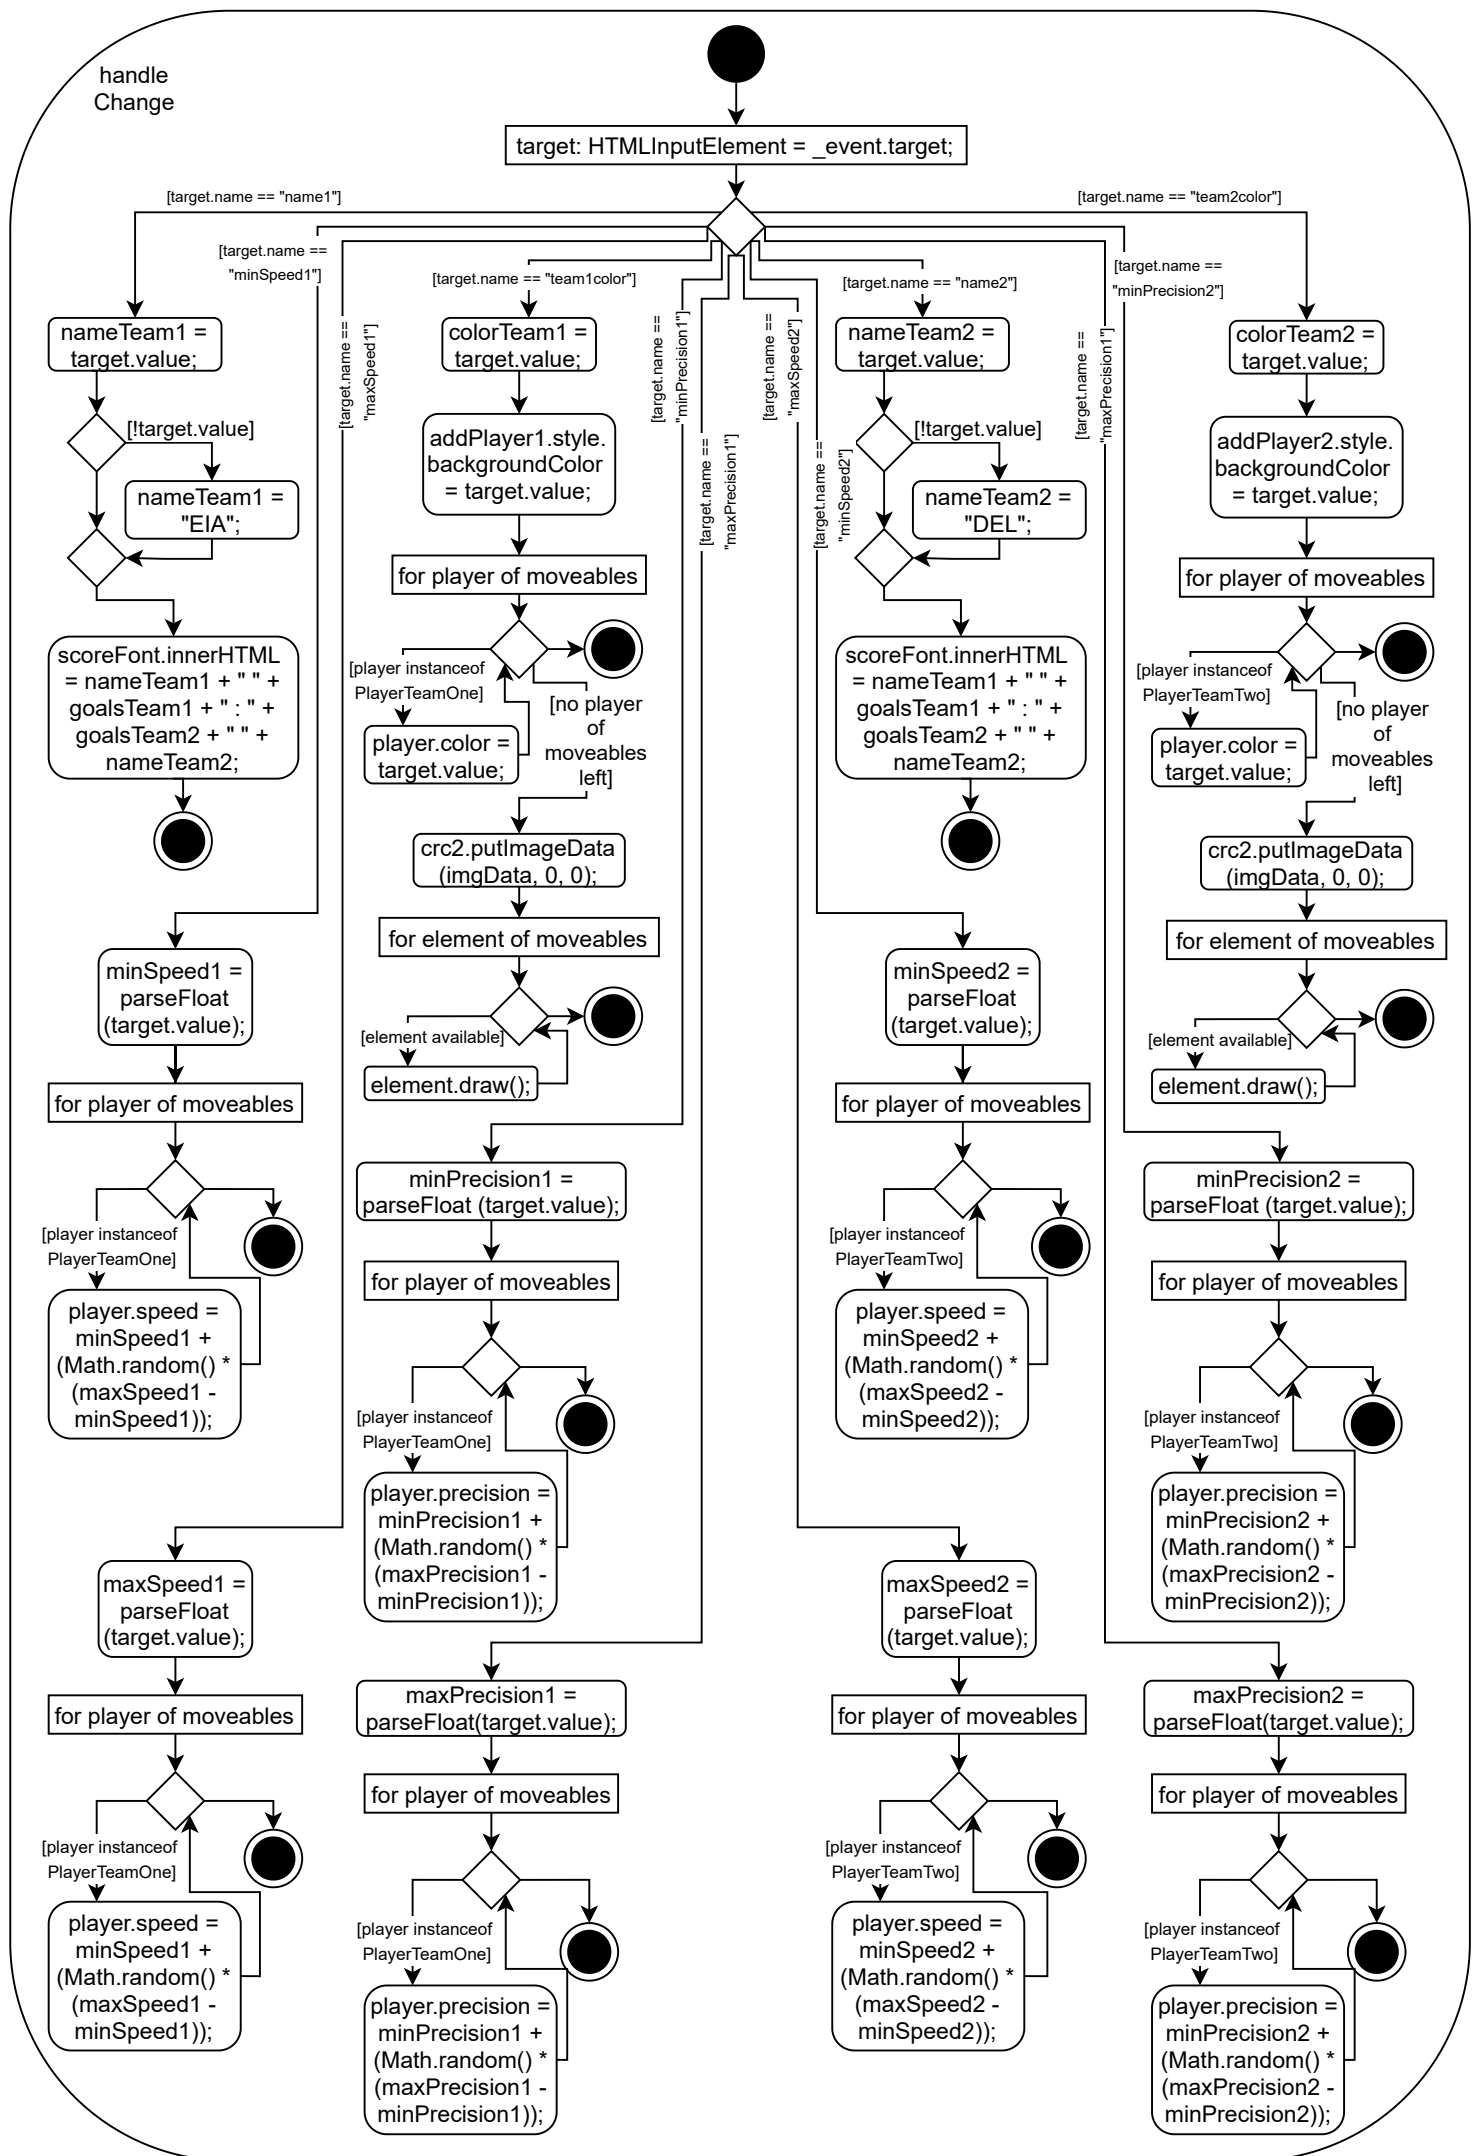 handle
Change
target: HTMLInputElement = _event.target;
[target.name == "name1"]
nameTeam1 =
target.value;
[!target.value]
nameTeam1 =
"EIA";
scoreFont.innerHTML
= nameTeam1 + " " +
goalsTeam1 + " : " +
goalsTeam2 + " " +
nameTeam2;
[target.name ==
"minSpeed1"]
minSpeed1 =
parseFloat
(target.value);
for player of moveables
[player instanceof
PlayerTeamOne]
player.speed =
minSpeed1 +
(Math.random() *
(maxSpeed1 -
minSpeed1));
[target.name ==
"maxSpeed1"]
maxSpeed1 =
parseFloat
(target.value);
for player of moveables
[player instanceof
PlayerTeamOne]
player.speed =
minSpeed1 +
(Math.random() *
(maxSpeed1 -
minSpeed1));
[target.name == "team1color"]
colorTeam1 =
target.value;
addPlayer1.style.
backgroundColor
= target.value;
for player of moveables
[player instanceof
PlayerTeamOne]
player.color =
target.value;
[no player
of
moveables
left]
crc2.putImageData
(imgData, 0, 0);
for element of moveables
[element available]
element.draw();
[target.name ==
"minPrecision1"]
minPrecision1 =
parseFloat (target.value);
for player of moveables
[player instanceof
PlayerTeamOne]
player.precision =
minPrecision1 +
(Math.random() *
(maxPrecision1 -
minPrecision1));
[target.name ==
"maxPrecision1"]
maxPrecision1 =
parseFloat(target.value);
for player of moveables
[player instanceof
PlayerTeamOne]
player.precision =
minPrecision1 +
(Math.random() *
(maxPrecision1 -
minPrecision1));
[target.name == "name2"]
nameTeam2 =
target.value;
[!target.value]
nameTeam2 =
"DEL";
scoreFont.innerHTML
= nameTeam1 + " " +
goalsTeam1 + " : " +
goalsTeam2 + " " +
nameTeam2;
[target.name ==
"minSpeed2"]
minSpeed2 =
parseFloat
(target.value);
for player of moveables
[player instanceof
PlayerTeamTwo]
player.speed =
minSpeed2 +
(Math.random() *
(maxSpeed2 -
minSpeed2));
[target.name ==
"maxSpeed2"]
maxSpeed2 =
parseFloat
(target.value);
for player of moveables
[player instanceof
PlayerTeamTwo]
player.speed =
minSpeed2 +
(Math.random() *
(maxSpeed2 -
minSpeed2));
[target.name == "team2color"]
colorTeam2 =
target.value;
addPlayer2.style.
backgroundColor
= target.value;
for player of moveables
[player instanceof
PlayerTeamTwo]
player.color =
target.value;
[no player
of
moveables
left]
crc2.putImageData
(imgData, 0, 0);
for element of moveables
[element available]
element.draw();
[target.name ==
"minPrecision2"]
minPrecision2 =
parseFloat (target.value);
for player of moveables
[player instanceof
PlayerTeamTwo]
player.precision =
minPrecision2 +
(Math.random() *
(maxPrecision2 -
minPrecision2));
[target.name ==
"maxPrecision1"]
maxPrecision2 =
parseFloat(target.value);
for player of moveables
[player instanceof
PlayerTeamTwo]
player.precision =
minPrecision2 +
(Math.random() *
(maxPrecision2 -
minPrecision2));